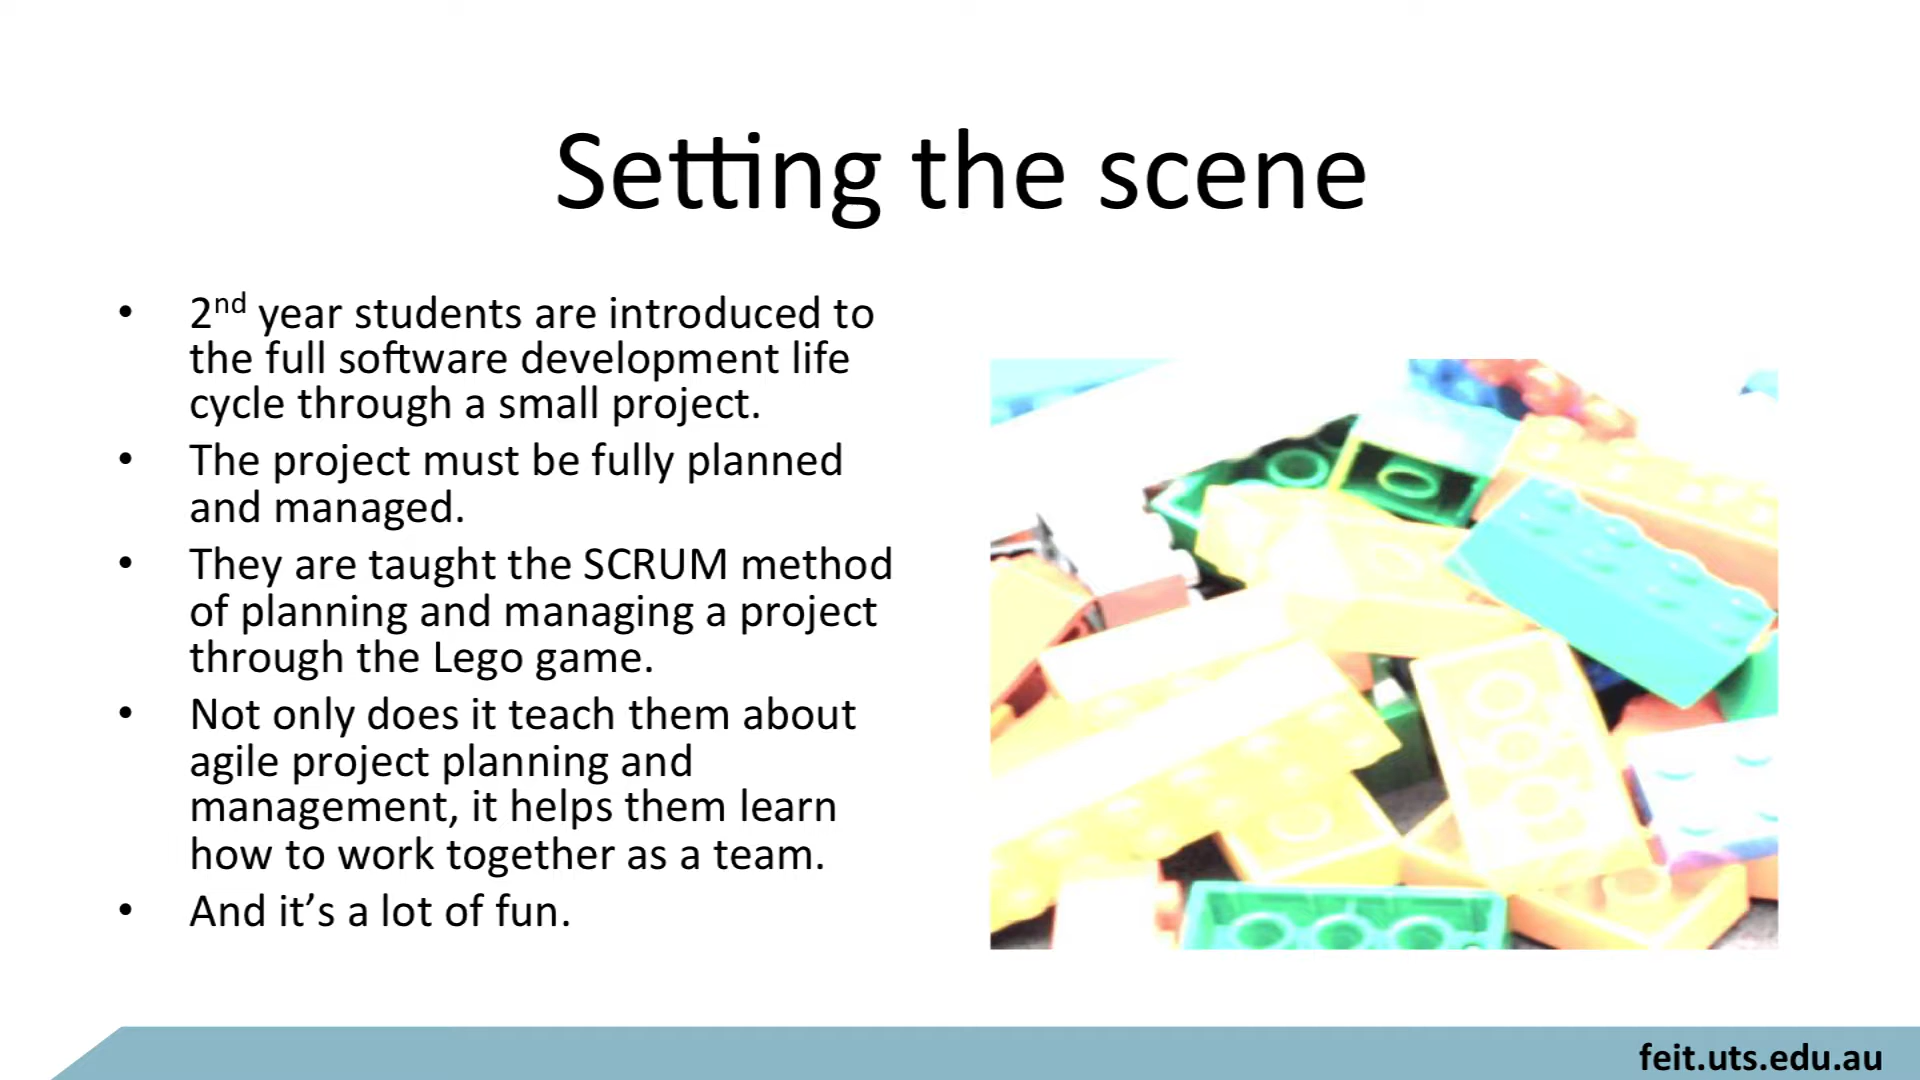 Setting the scene
• 2nd year students are introduced to
the full software development life
cycle through a small project.
• The project must be fully planned
and managed.
• They are taught the SCRUM method
of planning and managing a project
through the Lego game.
• Not only does it teach them about
agile project planning and
management, it helps them learn
how to work together as a team.
• And it’s a lot of fun.
feit.uts.edu.au